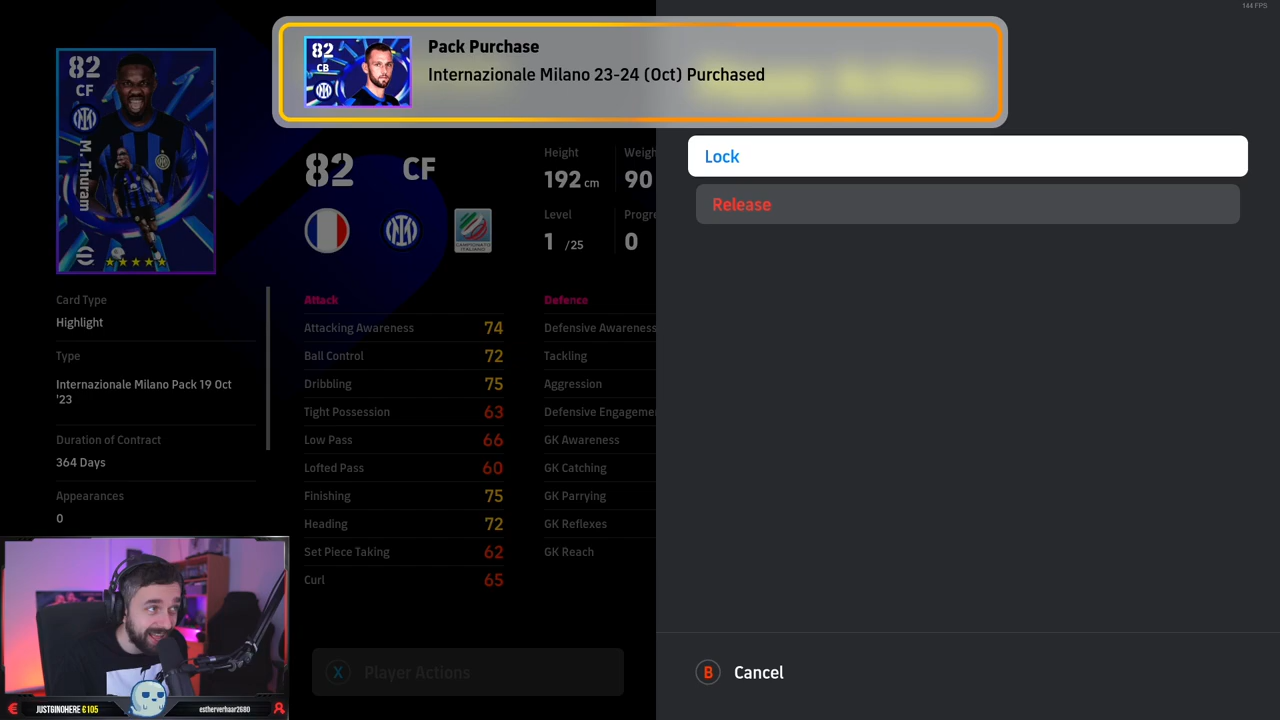 144 FPS
82
CB
Pack Purchase
Internazionale Milano 23-24 (Oct) Purchased
82
CF
M. Thuram
82
CF
Height
192 cm
Weigh
90
Level
1 /25
Progre
0
Lock
Release
Card Type
Highlight
Type
Internazionale Milano Pack 19 Oct
'23
Duration of Contract
364 Days
Appearances
0
Attack
Attacking Awareness 74
Ball Control 72
Dribbling 75
Tight Possession 63
Low Pass 66
Lofted Pass 60
Finishing 75
Heading 72
Set Piece Taking 62
Curl 65
Defence
Defensive Awareness
Tackling
Aggression
Defensive Engageme
GK Awareness
GK Catching
GK Parrying
GK Reflexes
GK Reach
X Player Actions
B Cancel
JUSTGINOHERE €105
estherverhaar2680